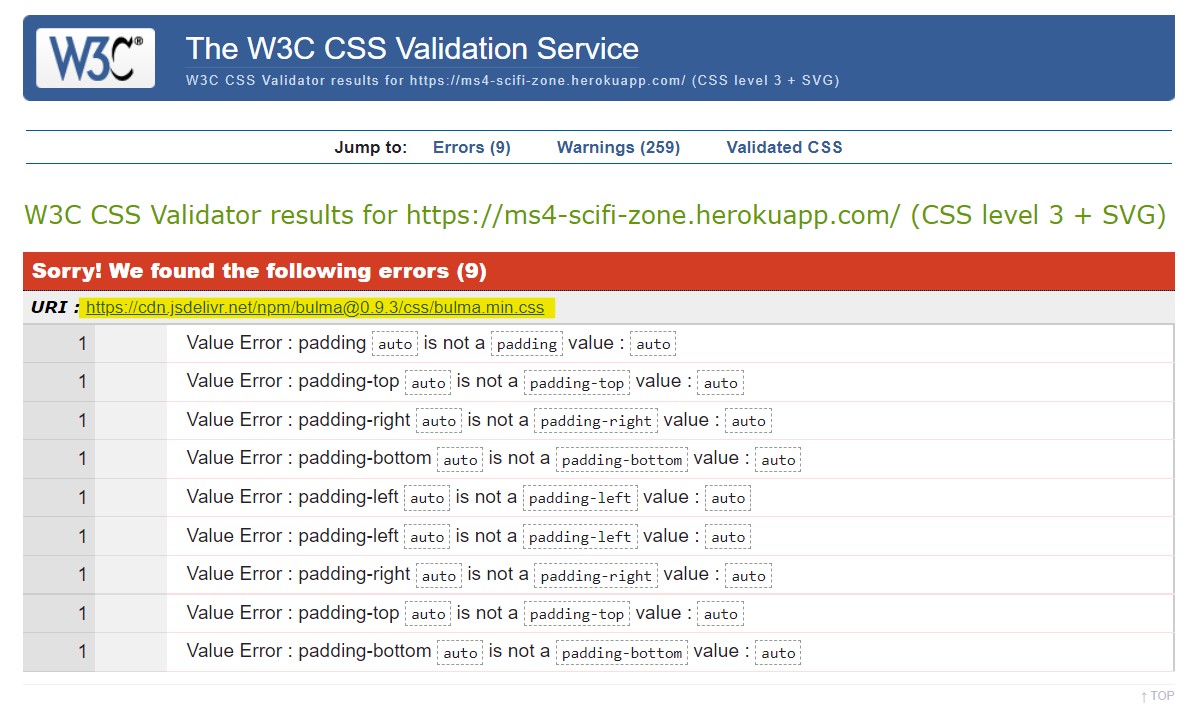 W3C®
The W3C CSS Validation Service
W3C CSS Validator results for https://ms4-scifi-zone.herokuapp.com/ (CSS level 3 + SVG)
Jump to: Errors (9) Warnings (259) Validated CSS
W3C CSS Validator results for https://ms4-scifi-zone.herokuapp.com/ (CSS level 3 + SVG)
Sorry! We found the following errors (9)
URI : https://cdn.jsdelivr.net/npm/bulma@0.9.3/css/bulma.min.css
1 Value Error : padding auto is not a padding value : auto
1 Value Error : padding-top auto is not a padding-top value : auto
1 Value Error : padding-right auto is not a padding-right value : auto
1 Value Error : padding-bottom auto is not a padding-bottom value : auto
1 Value Error : padding-left auto is not a padding-left value : auto
1 Value Error : padding-left auto is not a padding-left value : auto
1 Value Error : padding-right auto is not a padding-right value : auto
1 Value Error : padding-top auto is not a padding-top value : auto
1 Value Error : padding-bottom auto is not a padding-bottom value : auto
↑ TOP